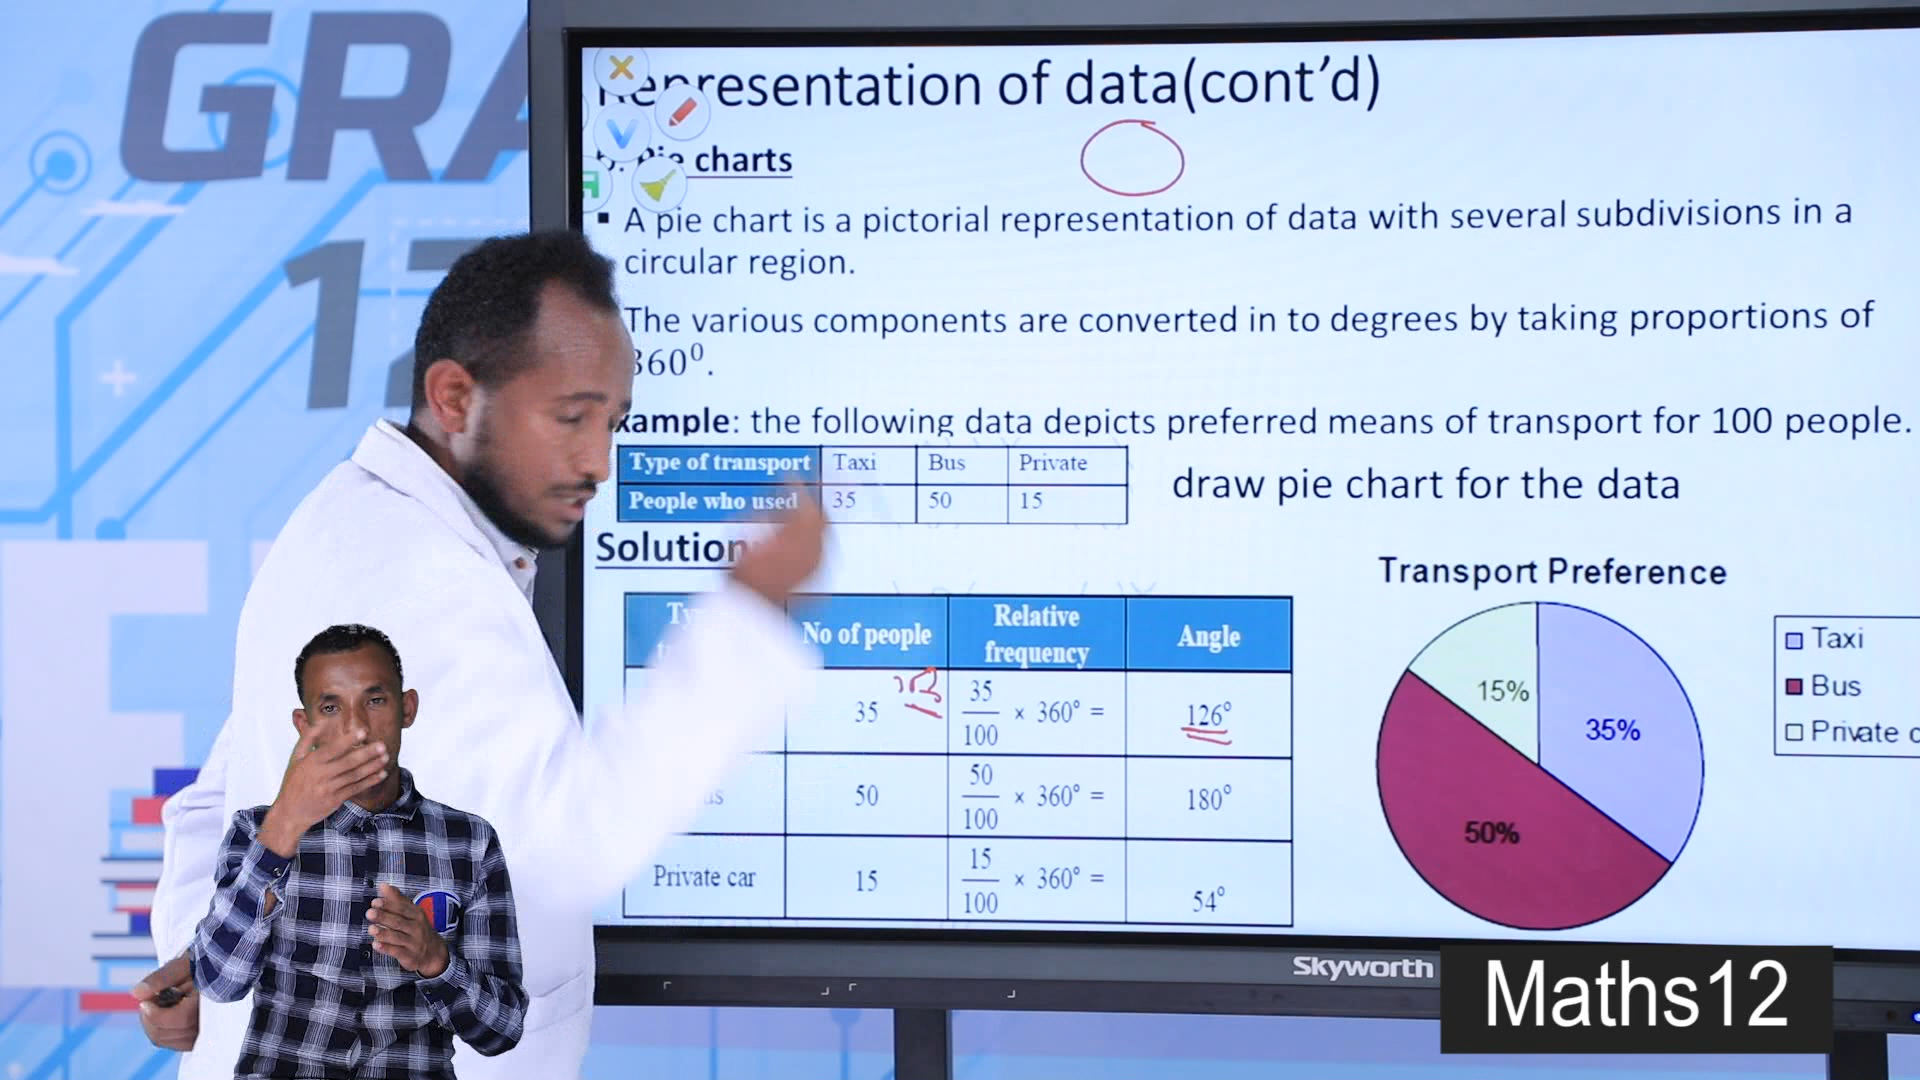 GRA
12
Representation of data(cont'd)
5. Pie charts
▪ A pie chart is a pictorial representation of data with several subdivisions in a
circular region.
The various components are converted in to degrees by taking proportions of
360⁰.
xample: the following data depicts preferred means of transport for 100 people.
Type of transport Taxi Bus Private
People who used 35 50 15
draw pie chart for the data
Solution
No of people Relative frequency Angle
35 35/100 × 360° = 126°
50 50/100 × 360° = 180°
Private car 15 15/100 × 360° = 54°
Transport Preference
15%
35%
50%
Taxi
Bus
Private c
Skyworth
Maths12